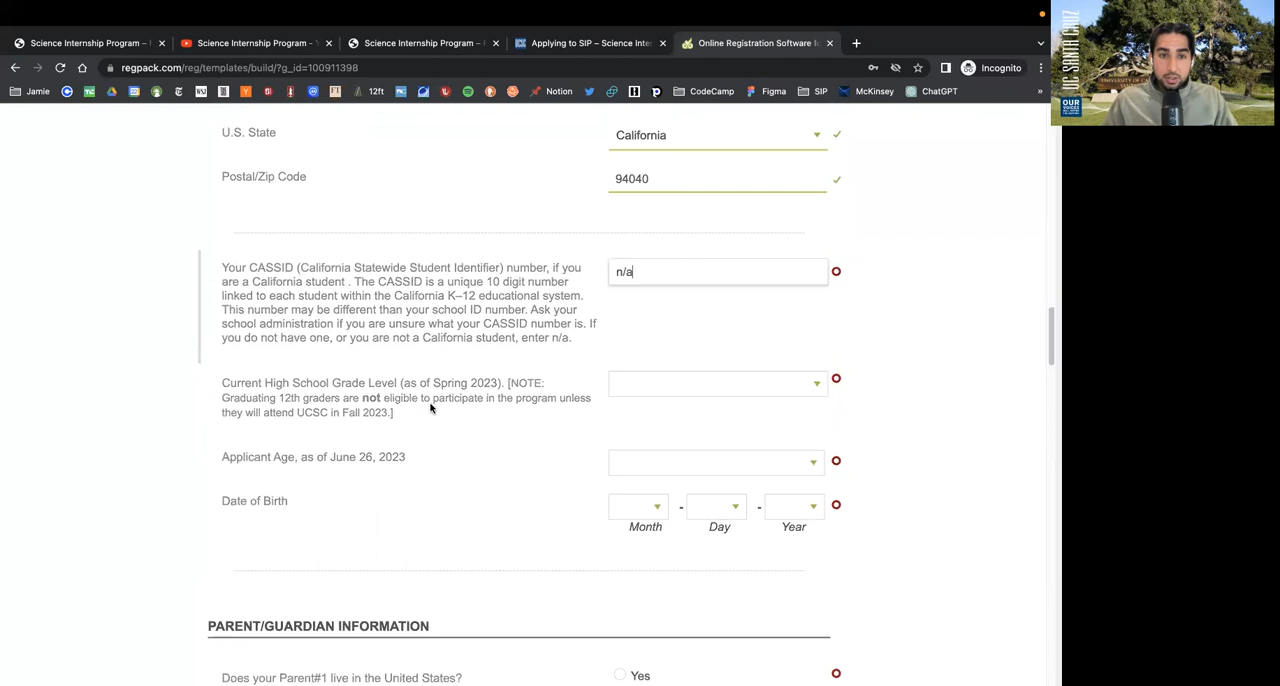 Science Internship Program –
Science Internship Program –
Science Internship Program –
Applying to SIP – Science Inte
Online Registration Software fo
regpack.com/reg/templates/build/?g_id=100911398
Incognito
Jamie
12ft
Notion
CodeCamp
Figma
SIP
McKinsey
ChatGPT
»
UC SANTA CRUZ
OUR
VOICES
U.S. State
California
Postal/Zip Code
94040
Your CASSID (California Statewide Student Identifier) number, if you
are a California student . The CASSID is a unique 10 digit number
linked to each student within the California K–12 educational system.
This number may be different than your school ID number. Ask your
school administration if you are unsure what your CASSID number is. If
you do not have one, or you are not a California student, enter n/a.
n/a
Current High School Grade Level (as of Spring 2023). [NOTE:
Graduating 12th graders are not eligible to participate in the program unless
they will attend UCSC in Fall 2023.]
Applicant Age, as of June 26, 2023
Date of Birth
- -
Month Day Year
PARENT/GUARDIAN INFORMATION
Does your Parent#1 live in the United States?
Yes